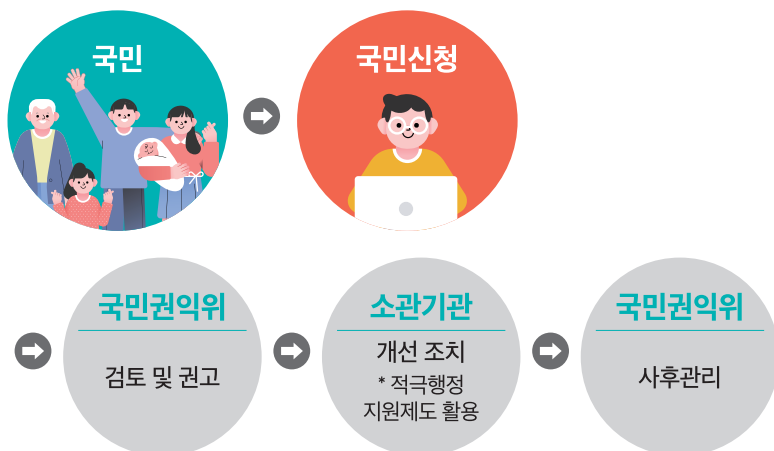 국민
국민신청
국민권익위
검토 및 권고
소관기관
개선 조치
* 적극행정
지원제도 활용
국민권익위
사후관리